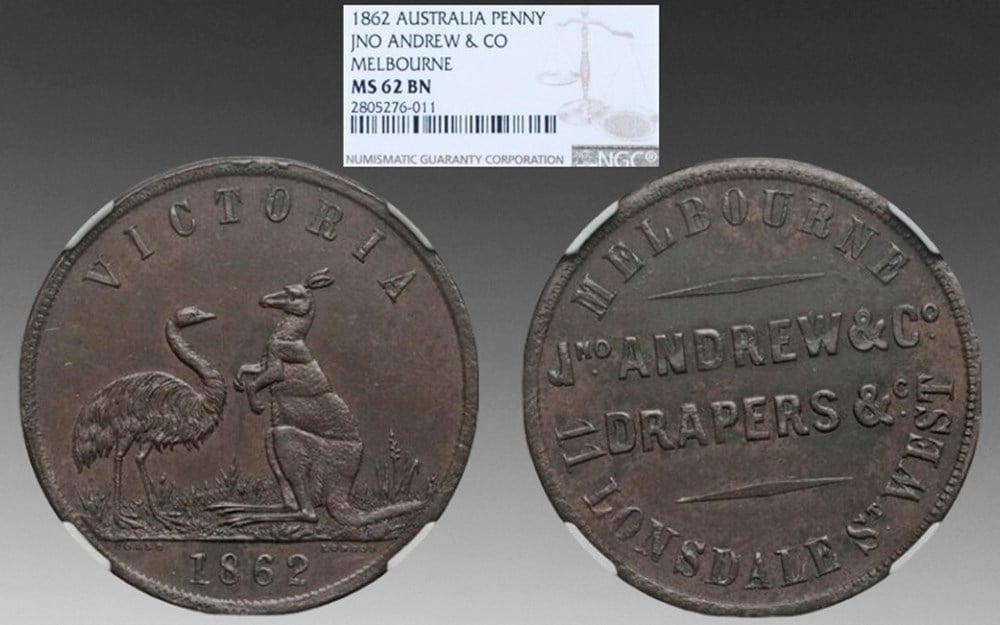 1862 AUSTRALIA PENNY
JNO ANDREW & CO
MELBOURNE
MS 62 BN
2805276-011
NUMISMATIC GUARANTY CORPORATION
NGC®
VICTORIA
1862
MELBOURNE
JNO. ANDREW & Co
DRAPERS & c.
11 LONSDALE ST WEST